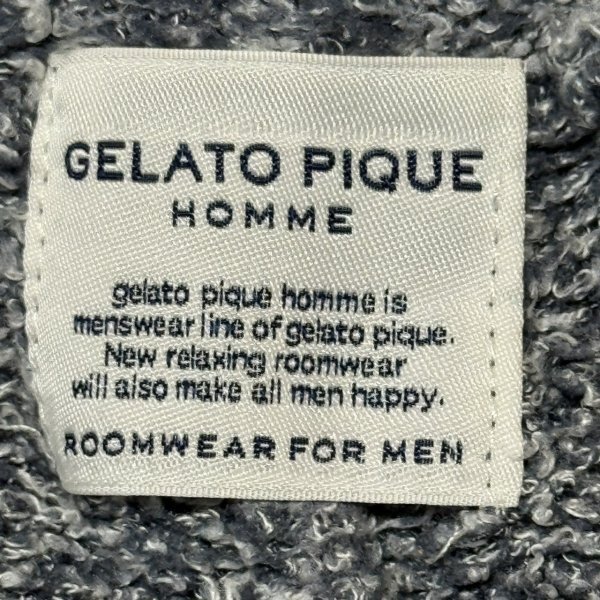 GELATO PIQUE
HOMME
gelato pique homme is
menswear line of gelato pique.
New relaxing roomwear
will also make all men happy.
ROOMWEAR FOR MEN